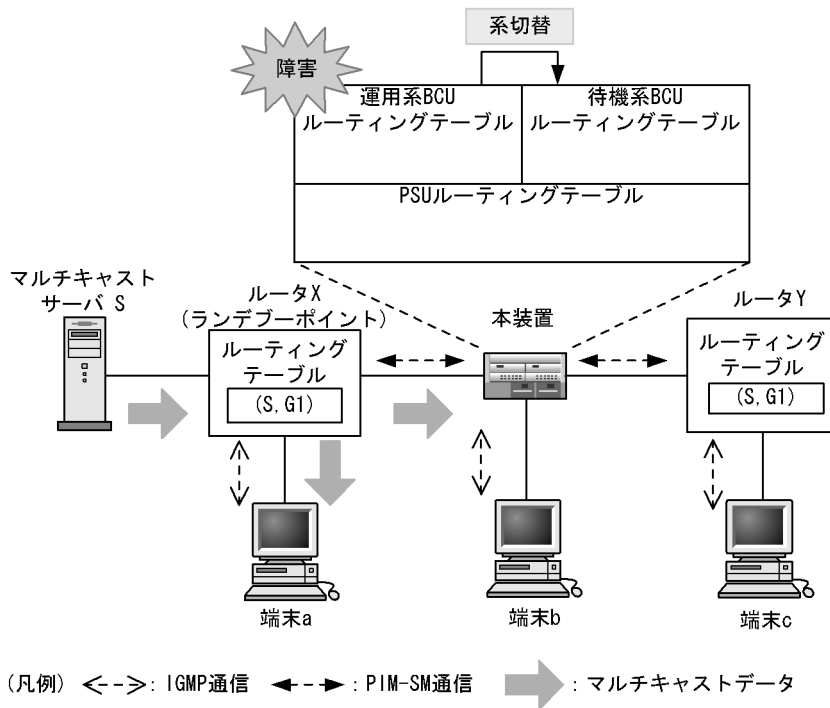 系切替
障害
運用系BCU
ルーティングテーブル
待機系BCU
ルーティングテーブル
PSUルーティングテーブル
マルチキャスト
サーバ S
ルータX
(ランデブーポイント)
本装置
ルータY
ルーティング
テーブル
(S,G1)
ルーティング
テーブル
(S,G1)
端末a
端末b
端末c
(凡例) : IGMP通信 : PIM-SM通信 : マルチキャストデータ